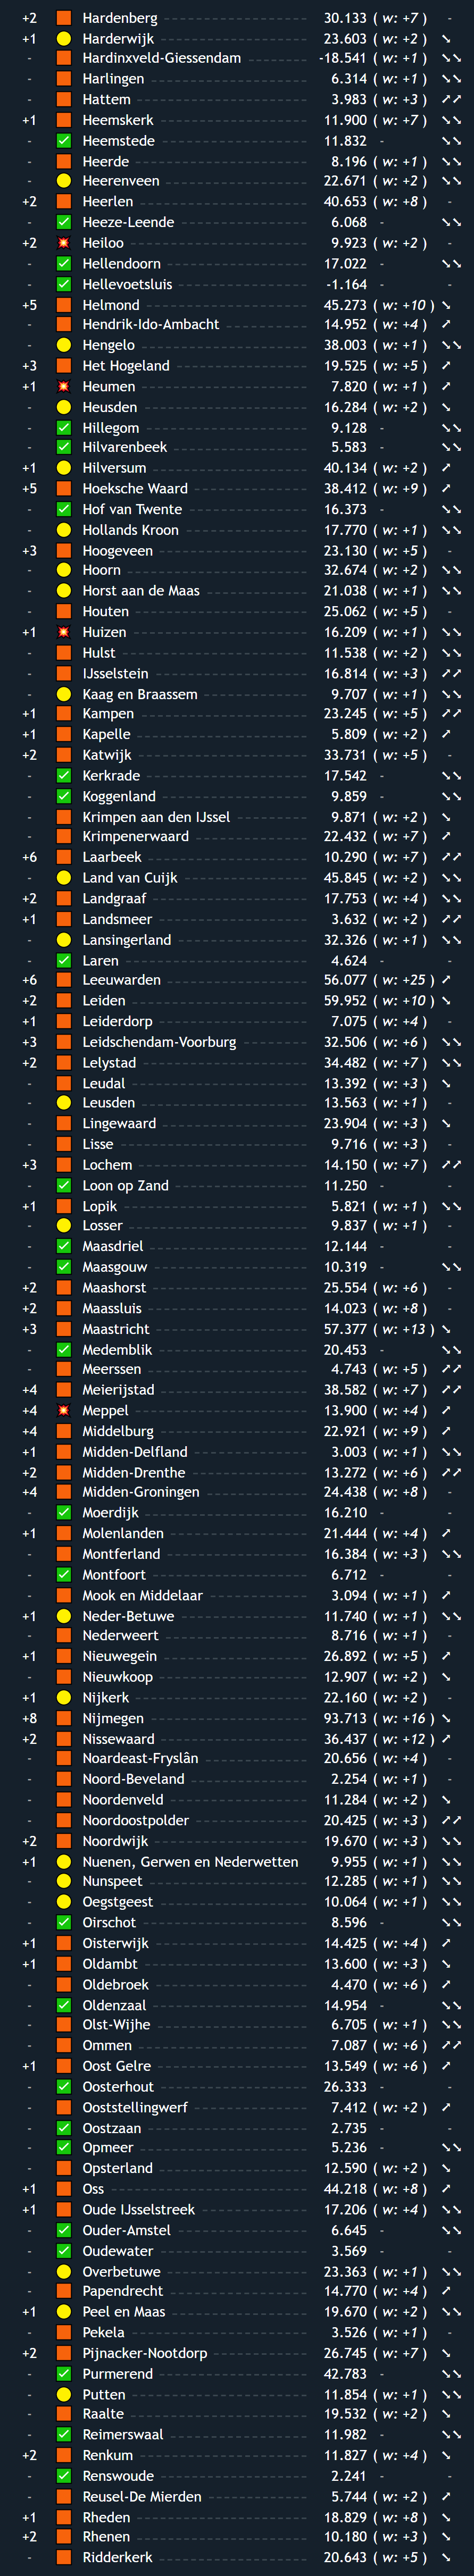 +2 Hardenberg 30.133 ( w: +7 ) -
+1 Harderwijk 23.603 ( w: +2 ) ↘
- Hardinxveld-Giessendam -18.541 ( w: +1 ) ↘↘
- Harlingen 6.314 ( w: +1 ) ↘↘
- Hattem 3.983 ( w: +3 ) ↗↗
+1 Heemskerk 11.900 ( w: +7 ) ↘↘
- Heemstede 11.832 - ↘↘
- Heerde 8.196 ( w: +1 ) ↘↘
- Heerenveen 22.671 ( w: +2 ) ↘↘
+2 Heerlen 40.653 ( w: +8 ) -
- Heeze-Leende 6.068 - ↘↘
+2 Heiloo 9.923 ( w: +2 ) -
- Hellendoorn 17.022 - ↘↘
- Hellevoetsluis -1.164 - -
+5 Helmond 45.273 ( w: +10 ) ↘
- Hendrik-Ido-Ambacht 14.952 ( w: +4 ) ↗
- Hengelo 38.003 ( w: +1 ) ↘↘
+3 Het Hogeland 19.525 ( w: +5 ) ↗
+1 Heumen 7.820 ( w: +1 ) ↗
- Heusden 16.284 ( w: +2 ) ↘
- Hillegom 9.128 - ↘↘
- Hilvarenbeek 5.583 - ↘↘
+1 Hilversum 40.134 ( w: +2 ) ↗
+5 Hoeksche Waard 38.412 ( w: +9 ) ↗
- Hof van Twente 16.373 - ↘↘
- Hollands Kroon 17.770 ( w: +1 ) ↘↘
+3 Hoogeveen 23.130 ( w: +5 ) -
- Hoorn 32.674 ( w: +2 ) ↘↘
- Horst aan de Maas 21.038 ( w: +1 ) ↘↘
- Houten 25.062 ( w: +5 ) -
+1 Huizen 16.209 ( w: +1 ) ↘↘
- Hulst 11.538 ( w: +2 ) ↘↘
- IJsselstein 16.814 ( w: +3 ) ↗↗
- Kaag en Braassem 9.707 ( w: +1 ) ↘↘
+1 Kampen 23.245 ( w: +5 ) ↗↗
+1 Kapelle 5.809 ( w: +2 ) ↗
+2 Katwijk 33.731 ( w: +5 ) -
- Kerkrade 17.542 - ↘↘
- Koggenland 9.859 - ↘↘
- Krimpen aan den IJssel 9.871 ( w: +2 ) ↘
- Krimpenerwaard 22.432 ( w: +7 ) ↗
+6 Laarbeek 10.290 ( w: +7 ) ↗↗
- Land van Cuijk 45.845 ( w: +2 ) ↘↘
+2 Landgraaf 17.753 ( w: +4 ) ↘↘
+1 Landsmeer 3.632 ( w: +2 ) ↗↗
- Lansingerland 32.326 ( w: +1 ) ↘↘
- Laren 4.624 - -
+6 Leeuwarden 56.077 ( w: +25 ) ↗
+2 Leiden 59.952 ( w: +10 ) ↘
+1 Leiderdorp 7.075 ( w: +4 ) -
+3 Leidschendam-Voorburg 32.506 ( w: +6 ) ↘↘
+2 Lelystad 34.482 ( w: +7 ) ↘↘
- Leudal 13.392 ( w: +3 ) ↘
- Leusden 13.563 ( w: +1 ) -
- Lingewaard 23.904 ( w: +3 ) ↘
- Lisse 9.716 ( w: +3 ) -
+3 Lochem 14.150 ( w: +7 ) ↗↗
- Loon op Zand 11.250 - -
+1 Lopik 5.821 ( w: +1 ) ↘↘
- Losser 9.837 ( w: +1 ) -
- Maasdriel 12.144 - -
- Maasgouw 10.319 - ↘↘
+2 Maashorst 25.554 ( w: +6 ) -
+2 Maassluis 14.023 ( w: +8 ) -
+3 Maastricht 57.377 ( w: +13 ) ↘
- Medemblik 20.453 - ↘↘
- Meerssen 4.743 ( w: +5 ) ↗↗
+4 Meierijstad 38.582 ( w: +7 ) ↗↗
+4 Meppel 13.900 ( w: +4 ) ↗
+4 Middelburg 22.921 ( w: +9 ) ↗
+1 Midden-Delfland 3.003 ( w: +1 ) ↘↘
+2 Midden-Drenthe 13.272 ( w: +6 ) ↗↗
+4 Midden-Groningen 24.438 ( w: +8 ) -
- Moerdijk 16.210 - -
+1 Molenlanden 21.444 ( w: +4 ) ↗
- Montferland 16.384 ( w: +3 ) ↘↘
- Montfoort 6.712 - -
- Mook en Middelaar 3.094 ( w: +1 ) ↗
+1 Neder-Betuwe 11.740 ( w: +1 ) ↘↘
- Nederweert 8.716 ( w: +1 ) -
+1 Nieuwegein 26.892 ( w: +5 ) ↗
- Nieuwkoop 12.907 ( w: +2 ) ↘
+1 Nijkerk 22.160 ( w: +2 ) -
+8 Nijmegen 93.713 ( w: +16 ) ↘
+2 Nissewaard 36.437 ( w: +12 ) ↗
- Noardeast-Fryslân 20.656 ( w: +4 ) -
- Noord-Beveland 2.254 ( w: +1 ) -
- Noordenveld 11.284 ( w: +2 ) ↘
- Noordoostpolder 20.425 ( w: +3 ) ↗↗
+2 Noordwijk 19.670 ( w: +3 ) ↘↘
+1 Nuenen, Gerwen en Nederwetten 9.955 ( w: +1 ) ↘↘
- Nunspeet 12.285 ( w: +1 ) ↘↘
- Oegstgeest 10.064 ( w: +1 ) ↘↘
- Oirschot 8.596 - ↘↘
+1 Oisterwijk 14.425 ( w: +4 ) ↗
+1 Oldambt 13.600 ( w: +3 ) ↘
- Oldebroek 4.470 ( w: +6 ) ↗
- Oldenzaal 14.954 - ↘↘
- Olst-Wijhe 6.705 ( w: +1 ) ↘↘
- Ommen 7.087 ( w: +6 ) ↗↗
+1 Oost Gelre 13.549 ( w: +6 ) ↗
- Oosterhout 26.333 - -
- Ooststellingwerf 7.412 ( w: +2 ) ↗
- Oostzaan 2.735 - -
- Opmeer 5.236 - ↘↘
- Opsterland 12.590 ( w: +2 ) ↘
+1 Oss 44.218 ( w: +8 ) ↗
+1 Oude IJsselstreek 17.206 ( w: +4 ) ↘↘
- Ouder-Amstel 6.645 - ↘↘
- Oudewater 3.569 - -
- Overbetuwe 23.363 ( w: +1 ) ↘↘
- Papendrecht 14.770 ( w: +4 ) ↗
+1 Peel en Maas 19.670 ( w: +2 ) ↘↘
- Pekela 3.526 ( w: +1 ) -
+2 Pijnacker-Nootdorp 26.745 ( w: +7 ) ↘
- Purmerend 42.783 - ↘↘
- Putten 11.854 ( w: +1 ) ↘↘
- Raalte 19.532 ( w: +2 ) ↘
- Reimerswaal 11.982 - ↘↘
+2 Renkum 11.827 ( w: +4 ) ↘
- Renswoude 2.241 - -
- Reusel-De Mierden 5.744 ( w: +2 ) ↗
+1 Rheden 18.829 ( w: +8 ) ↘
+2 Rhenen 10.180 ( w: +3 ) ↘
- Ridderkerk 20.643 ( w: +5 ) ↘